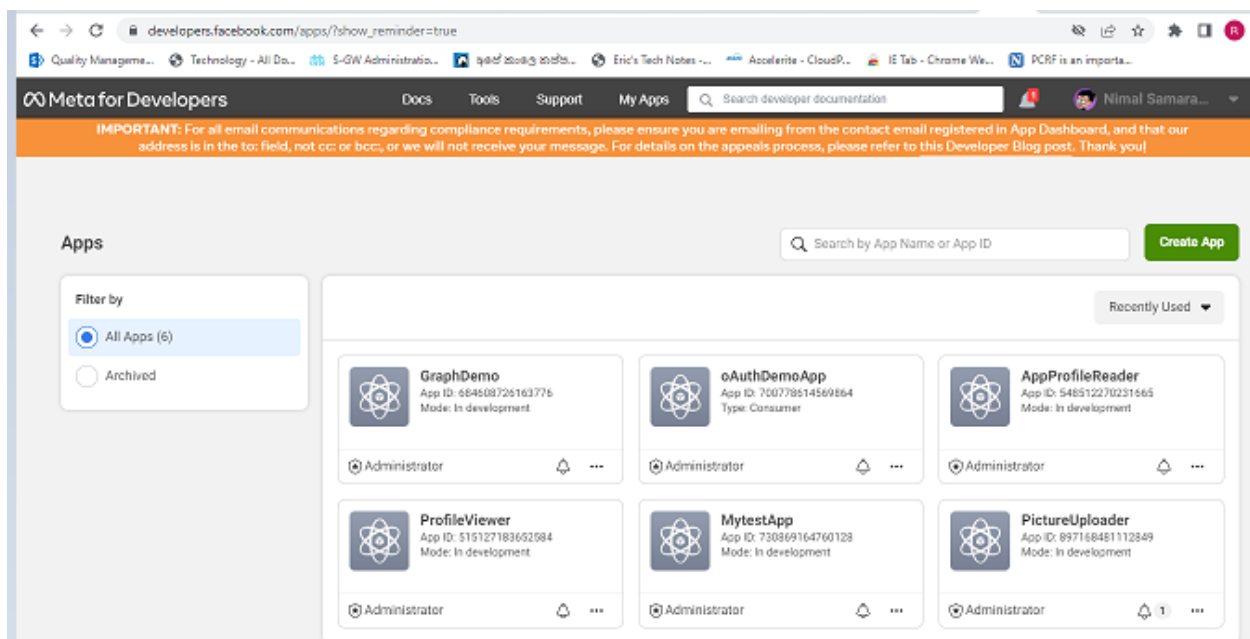 developers.facebook.com/apps/?show_reminder=true
R
Quality Manageme... Technology - All Do... S-GW Administratio... Eric's Tech Notes -... Accelerite - CloudP... IE Tab - Chrome We... PCRF is an importa...
Meta for Developers Docs Tools Support My Apps Search developer documentation Nimal Samara...
IMPORTANT: For all email communications regarding compliance requirements, please ensure you are emailing from the contact email registered in App Dashboard, and that our
address is in the to: field, not cc: or bcc:, or we will not receive your message. For details on the appeals process, please refer to this Developer Blog post. Thank you!
Apps
Search by App Name or App ID
Create App
Filter by
All Apps (6)
Archived
Recently Used
GraphDemo
App ID: 684608726163776
Mode: In development
Administrator
oAuthDemoApp
App ID: 700778614569864
Type: Consumer
Administrator
AppProfileReader
App ID: 548512270231665
Mode: In development
Administrator
ProfileViewer
App ID: 515127183652584
Mode: In development
Administrator
MytestApp
App ID: 730869164760128
Mode: In development
Administrator
PictureUploader
App ID: 897168481112849
Mode: In development
Administrator
1